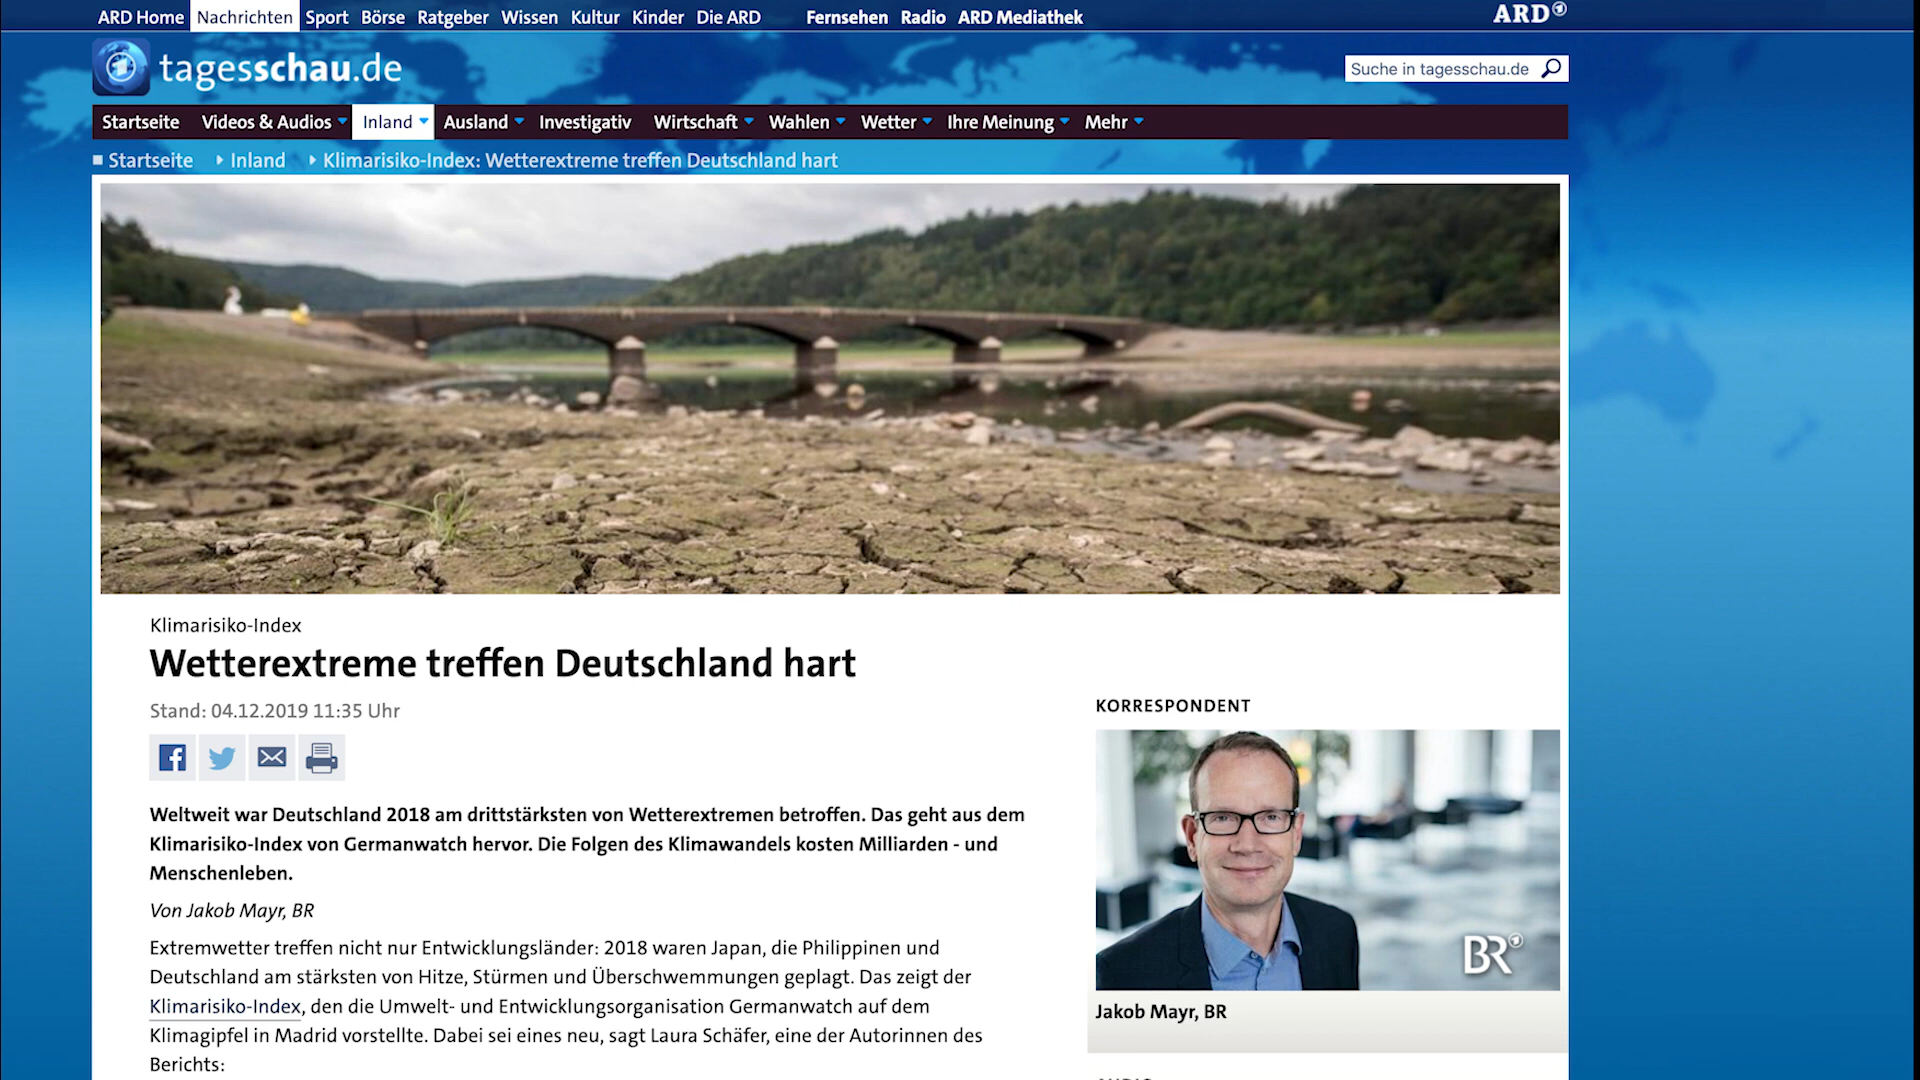 ARD Home Nachrichten Sport Börse Ratgeber Wissen Kultur Kinder Die ARD Fernsehen Radio ARD Mediathek
ARD
tagesschau.de
Suche in tagesschau.de
Startseite Videos & Audios Inland Ausland Investigativ Wirtschaft Wahlen Wetter Ihre Meinung Mehr
Startseite Inland Klimarisiko-Index: Wetterextreme treffen Deutschland hart
Klimarisiko-Index
Wetterextreme treffen Deutschland hart
Stand: 04.12.2019 11:35 Uhr
Weltweit war Deutschland 2018 am drittstärksten von Wetterextremen betroffen. Das geht aus dem
Klimarisiko-Index von Germanwatch hervor. Die Folgen des Klimawandels kosten Milliarden - und
Menschenleben.
Von Jakob Mayr, BR
Extremwetter treffen nicht nur Entwicklungsländer: 2018 waren Japan, die Philippinen und
Deutschland am stärksten von Hitze, Stürmen und Überschwemmungen geplagt. Das zeigt der
Klimarisiko-Index, den die Umwelt- und Entwicklungsorganisation Germanwatch auf dem
Klimagipfel in Madrid vorstellte. Dabei sei eines neu, sagt Laura Schäfer, eine der Autorinnen des
Berichts:
KORRESPONDENT
BR
Jakob Mayr, BR